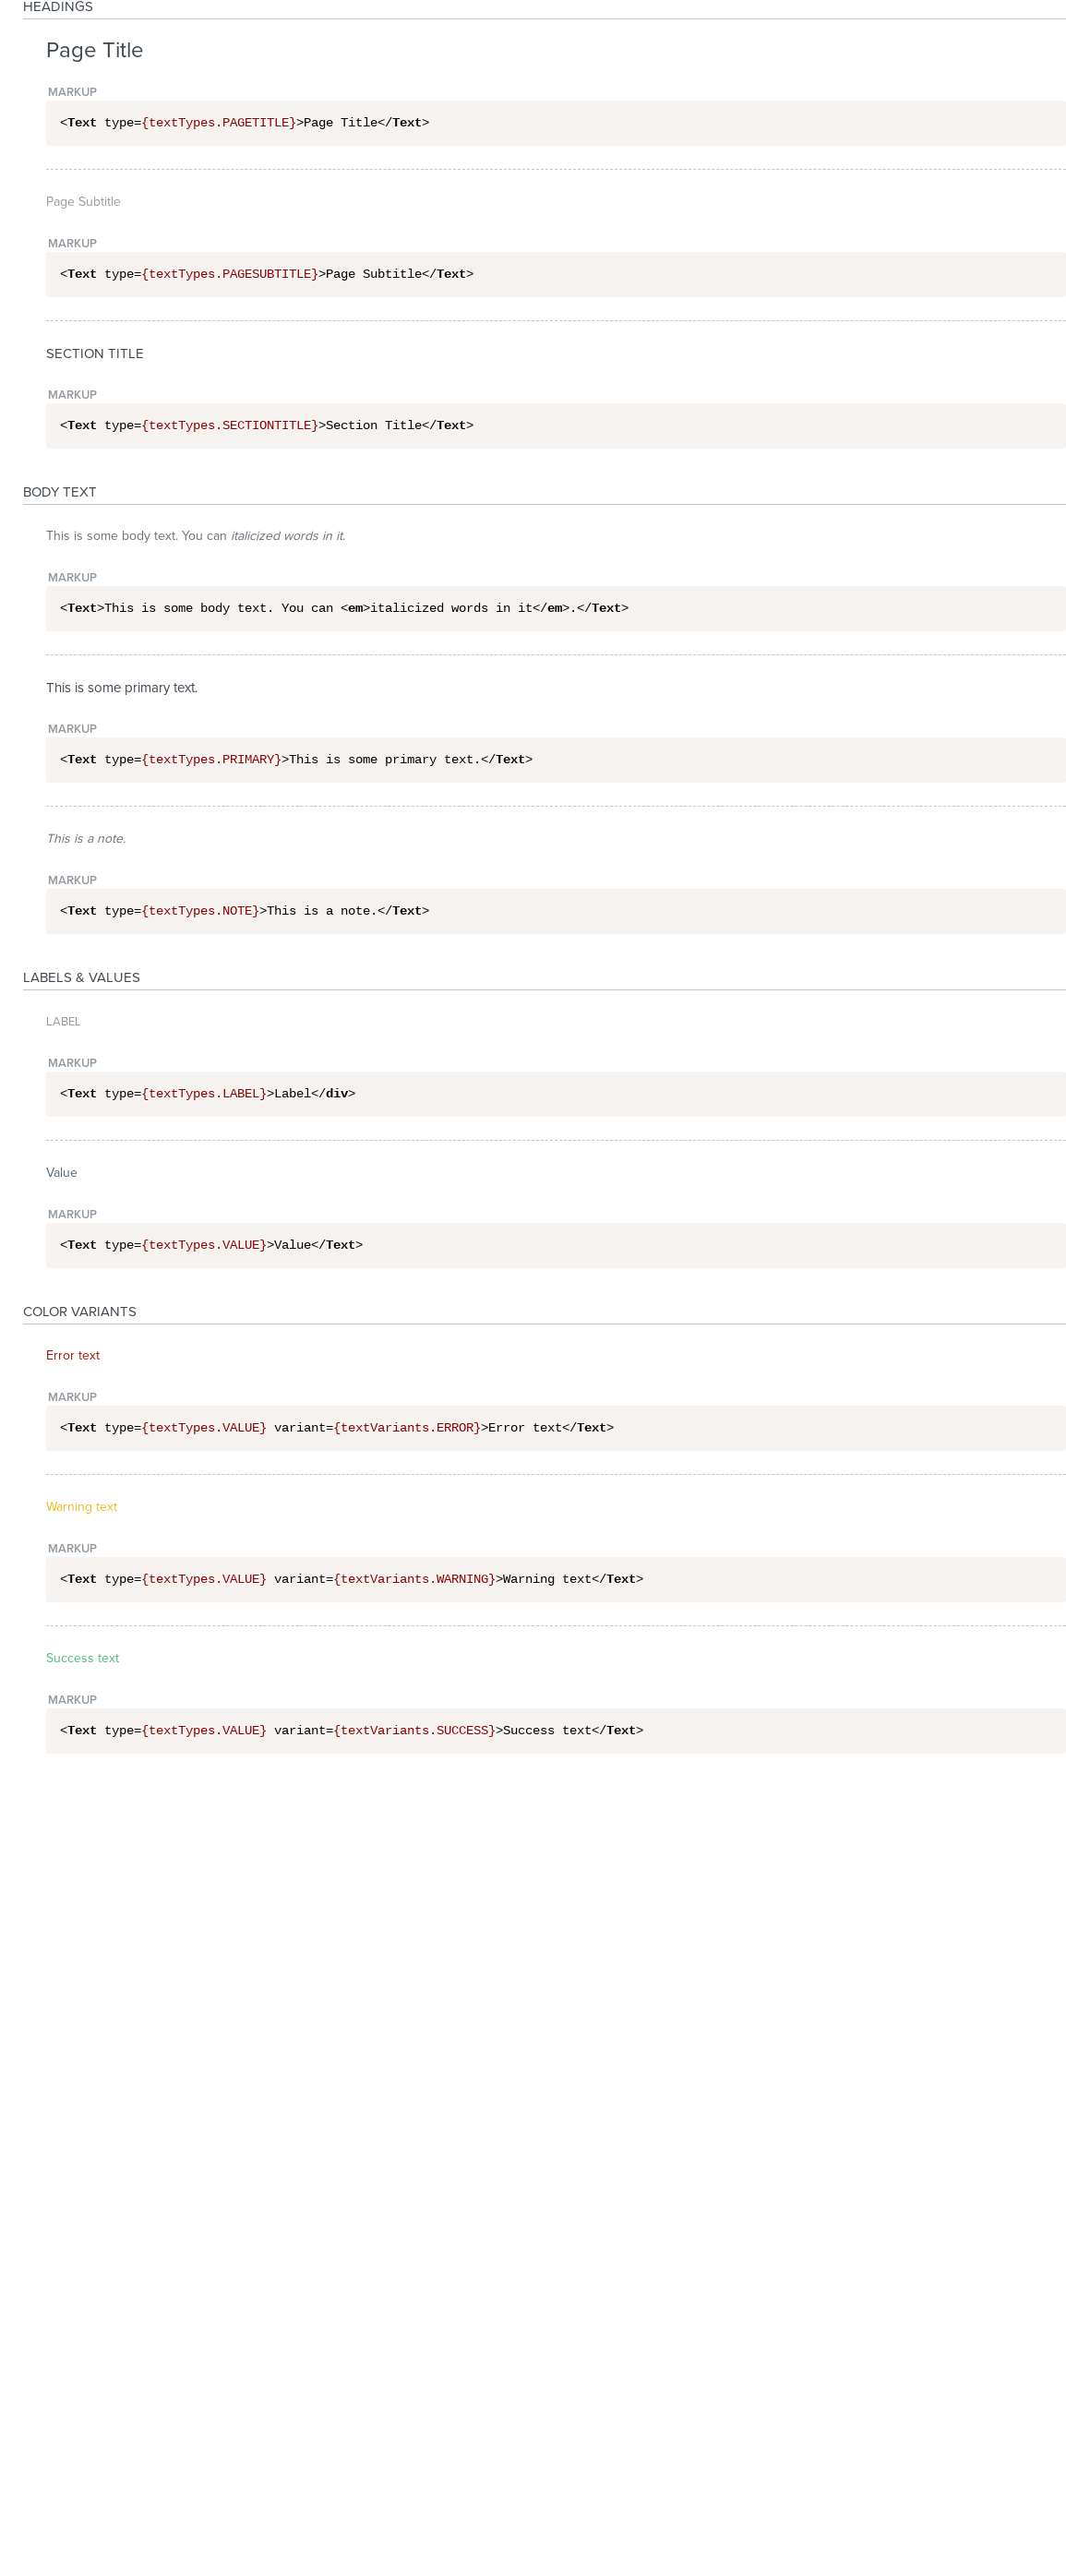 HEADINGS
Page Title
MARKUP
<Text type={textTypes.PAGETITLE}>Page Title</Text>
Page Subtitle
MARKUP
<Text type={textTypes.PAGESUBTITLE}>Page Subtitle</Text>
SECTION TITLE
MARKUP
<Text type={textTypes.SECTIONTITLE}>Section Title</Text>
BODY TEXT
This is some body text. You can italicized words in it.
MARKUP
<Text>This is some body text. You can <em>italicized words in it</em>.</Text>
This is some primary text.
MARKUP
<Text type={textTypes.PRIMARY}>This is some primary text.</Text>
This is a note.
MARKUP
<Text type={textTypes.NOTE}>This is a note.</Text>
LABELS & VALUES
LABEL
MARKUP
<Text type={textTypes.LABEL}>Label</div>
Value
MARKUP
<Text type={textTypes.VALUE}>Value</Text>
COLOR VARIANTS
Error text
MARKUP
<Text type={textTypes.VALUE} variant={textVariants.ERROR}>Error text</Text>
Warning text
MARKUP
<Text type={textTypes.VALUE} variant={textVariants.WARNING}>Warning text</Text>
Success text
MARKUP
<Text type={textTypes.VALUE} variant={textVariants.SUCCESS}>Success text</Text>